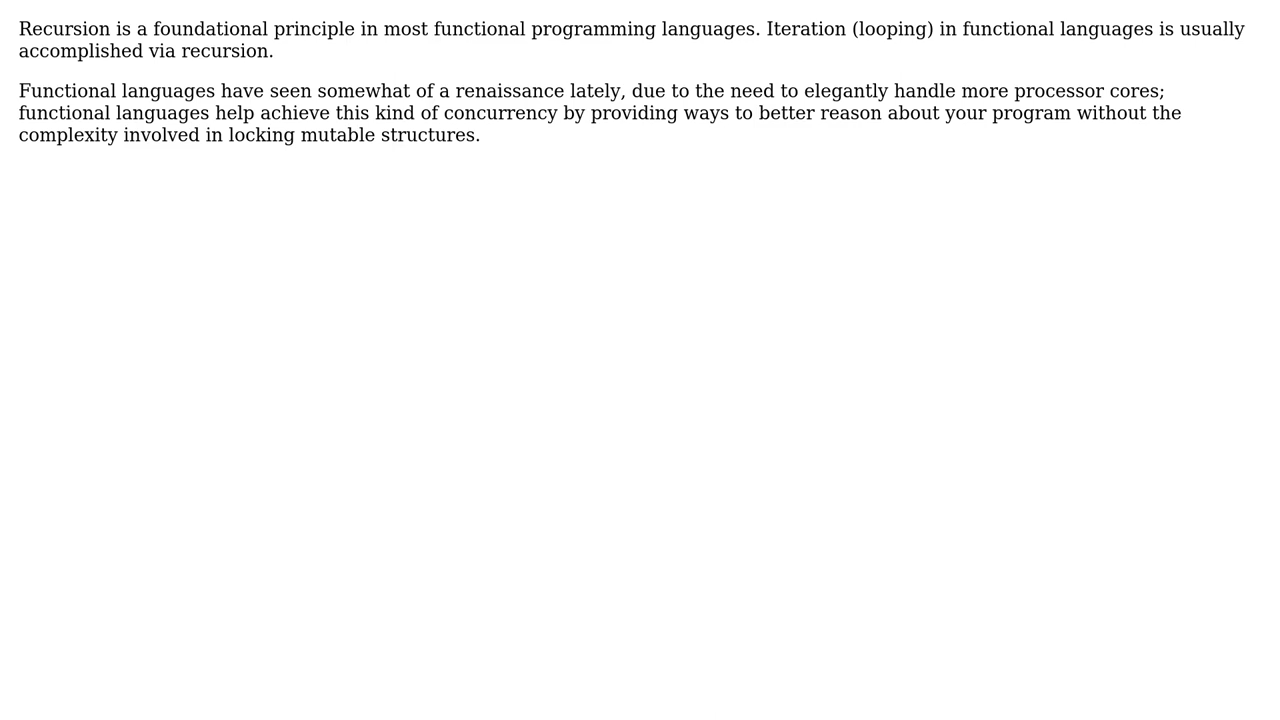 Recursion is a foundational principle in most functional programming languages. Iteration (looping) in functional languages is usually
accomplished via recursion.
Functional languages have seen somewhat of a renaissance lately, due to the need to elegantly handle more processor cores;
functional languages help achieve this kind of concurrency by providing ways to better reason about your program without the
complexity involved in locking mutable structures.